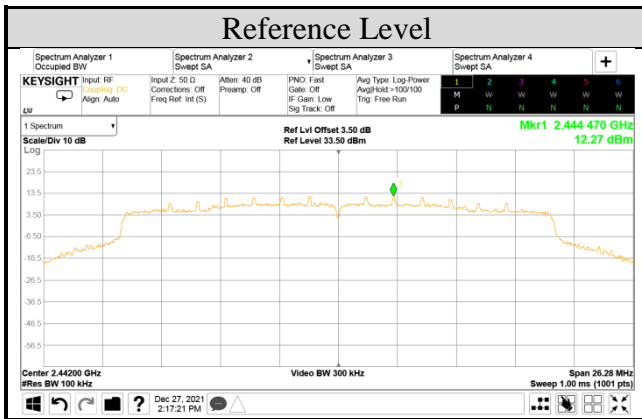 Reference Level
Spectrum Analyzer 1
Occupied BW
Spectrum Analyzer 2
Swept SA
Spectrum Analyzer 3
Swept SA
Spectrum Analyzer 4
Swept SA
+
KEYSIGHT
Input: RF
Coupling: DC
Align: Auto
Input Z: 50 Ω
Corrections: Off
Freq Ref: Int (S)
Atten: 40 dB
Preamp: Off
PNO: Fast
Gate: Off
IF Gain: Low
Sig Track: Off
Avg Type: Log-Power
Avg|Hold:>100/100
Trig: Free Run
1 2 3 4 5 6
M W W W W W
P N N N N N
LXI
1 Spectrum
Scale/Div 10 dB
Ref Lvl Offset 3.50 dB
Ref Level 33.50 dBm
Mkr1 2.444 470 GHz
12.27 dBm
Log
23.5
13.5
3.50
-6.50
-16.5
-26.5
-36.5
-46.5
-56.5
1
Center 2.44200 GHz
#Res BW 100 kHz
Video BW 300 kHz
Span 26.28 MHz
Sweep 1.00 ms (1001 pts)
?
Dec 27, 2021
2:17:21 PM